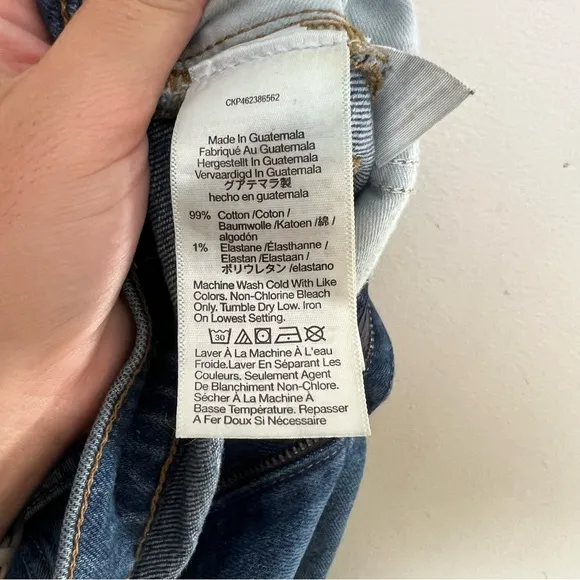 CKP462386562
Made In Guatemala
Fabriqué Au Guatemala
Hergestellt In Guatemala
Vervaardigd In Guatemala
グアテマラ製
hecho en guatemala
99% Cotton /Coton /
Baumwolle /Katoen /綿 /
algodón
1% Elastane /Élasthanne /
Elastan /Elastaan /
ポリウレタン /elastano
Machine Wash Cold With Like
Colors. Non-Chlorine Bleach
Only. Tumble Dry Low. Iron
On Lowest Setting.
30
Laver À La Machine À L'eau
Froide.Laver En Séparant Les
Couleurs. Seulement Agent
De Blanchiment Non-Chlore.
Sécher À La Machine À
Basse Température. Repasser
A Fer Doux Si Nécessaire